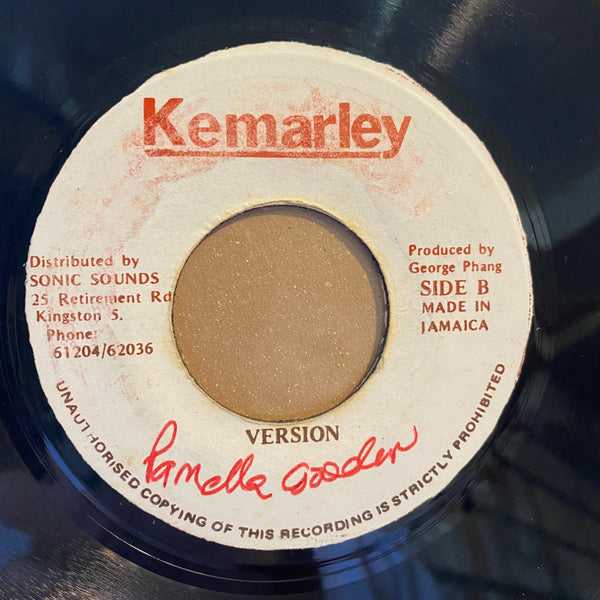 Kemarley
Distributed by
SONIC SOUNDS
25 Retirement Rd
Kingston 5.
Phone:
61204/62036
Produced by
George Phang
SIDE B
MADE IN
JAMAICA
VERSION
Pamella Gooden
UNAUTHORISED COPYING OF THIS RECORDING IS STRICTLY PROHIBITED